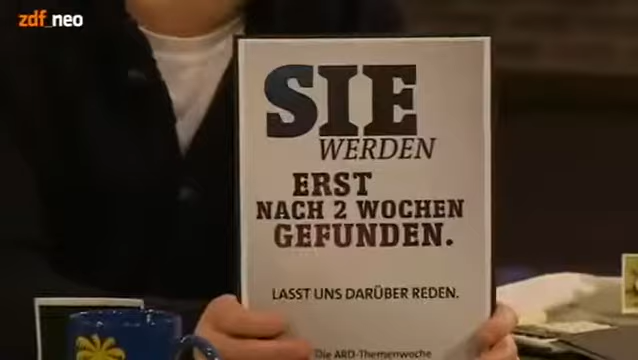 zdf_neo
SIE
WERDEN
ERST
NACH 2 WOCHEN
GEFUNDEN.
LASST UNS DARÜBER REDEN.
Die ARD-Themenwoche